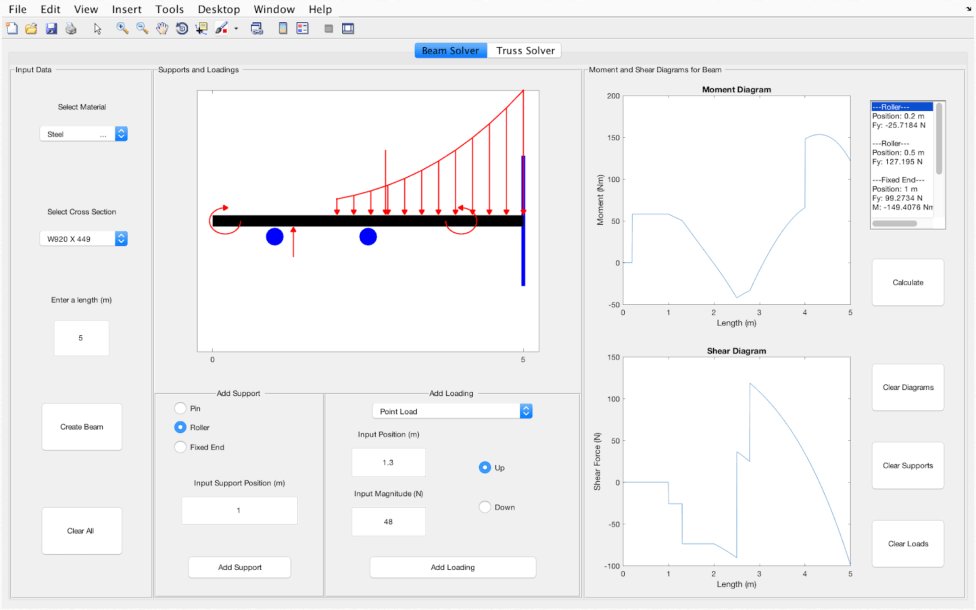 File Edit View Insert Tools Desktop Window Help
Beam Solver Truss Solver
Input Data
Select Material
Steel ...
Select Cross Section
W920 X 449
Enter a length (m)
5
Create Beam
Clear All
Supports and Loadings
0 5
Add Support
Pin
Roller
Fixed End
Input Support Position (m)
1
Add Support
Add Loading
Point Load
Input Position (m)
1.3
Up
Input Magnitude (N)
Down
48
Add Loading
Moment and Shear Diagrams for Beam
Moment Diagram
200
150
100
50
0
-50
Moment (Nm)
0 1 2 3 4 5
Length (m)
Shear Diagram
150
100
50
0
-50
-100
Shear Force (N)
0 1 2 3 4 5
Length (m)
---Roller---
Position: 0.2 m
Fy: -25.7184 N
---Roller---
Position: 0.5 m
Fy: 127.195 N
---Fixed End---
Position: 1 m
Fy: 99.2734 N
M: -149.4076 Nm
Calculate
Clear Diagrams
Clear Supports
Clear Loads